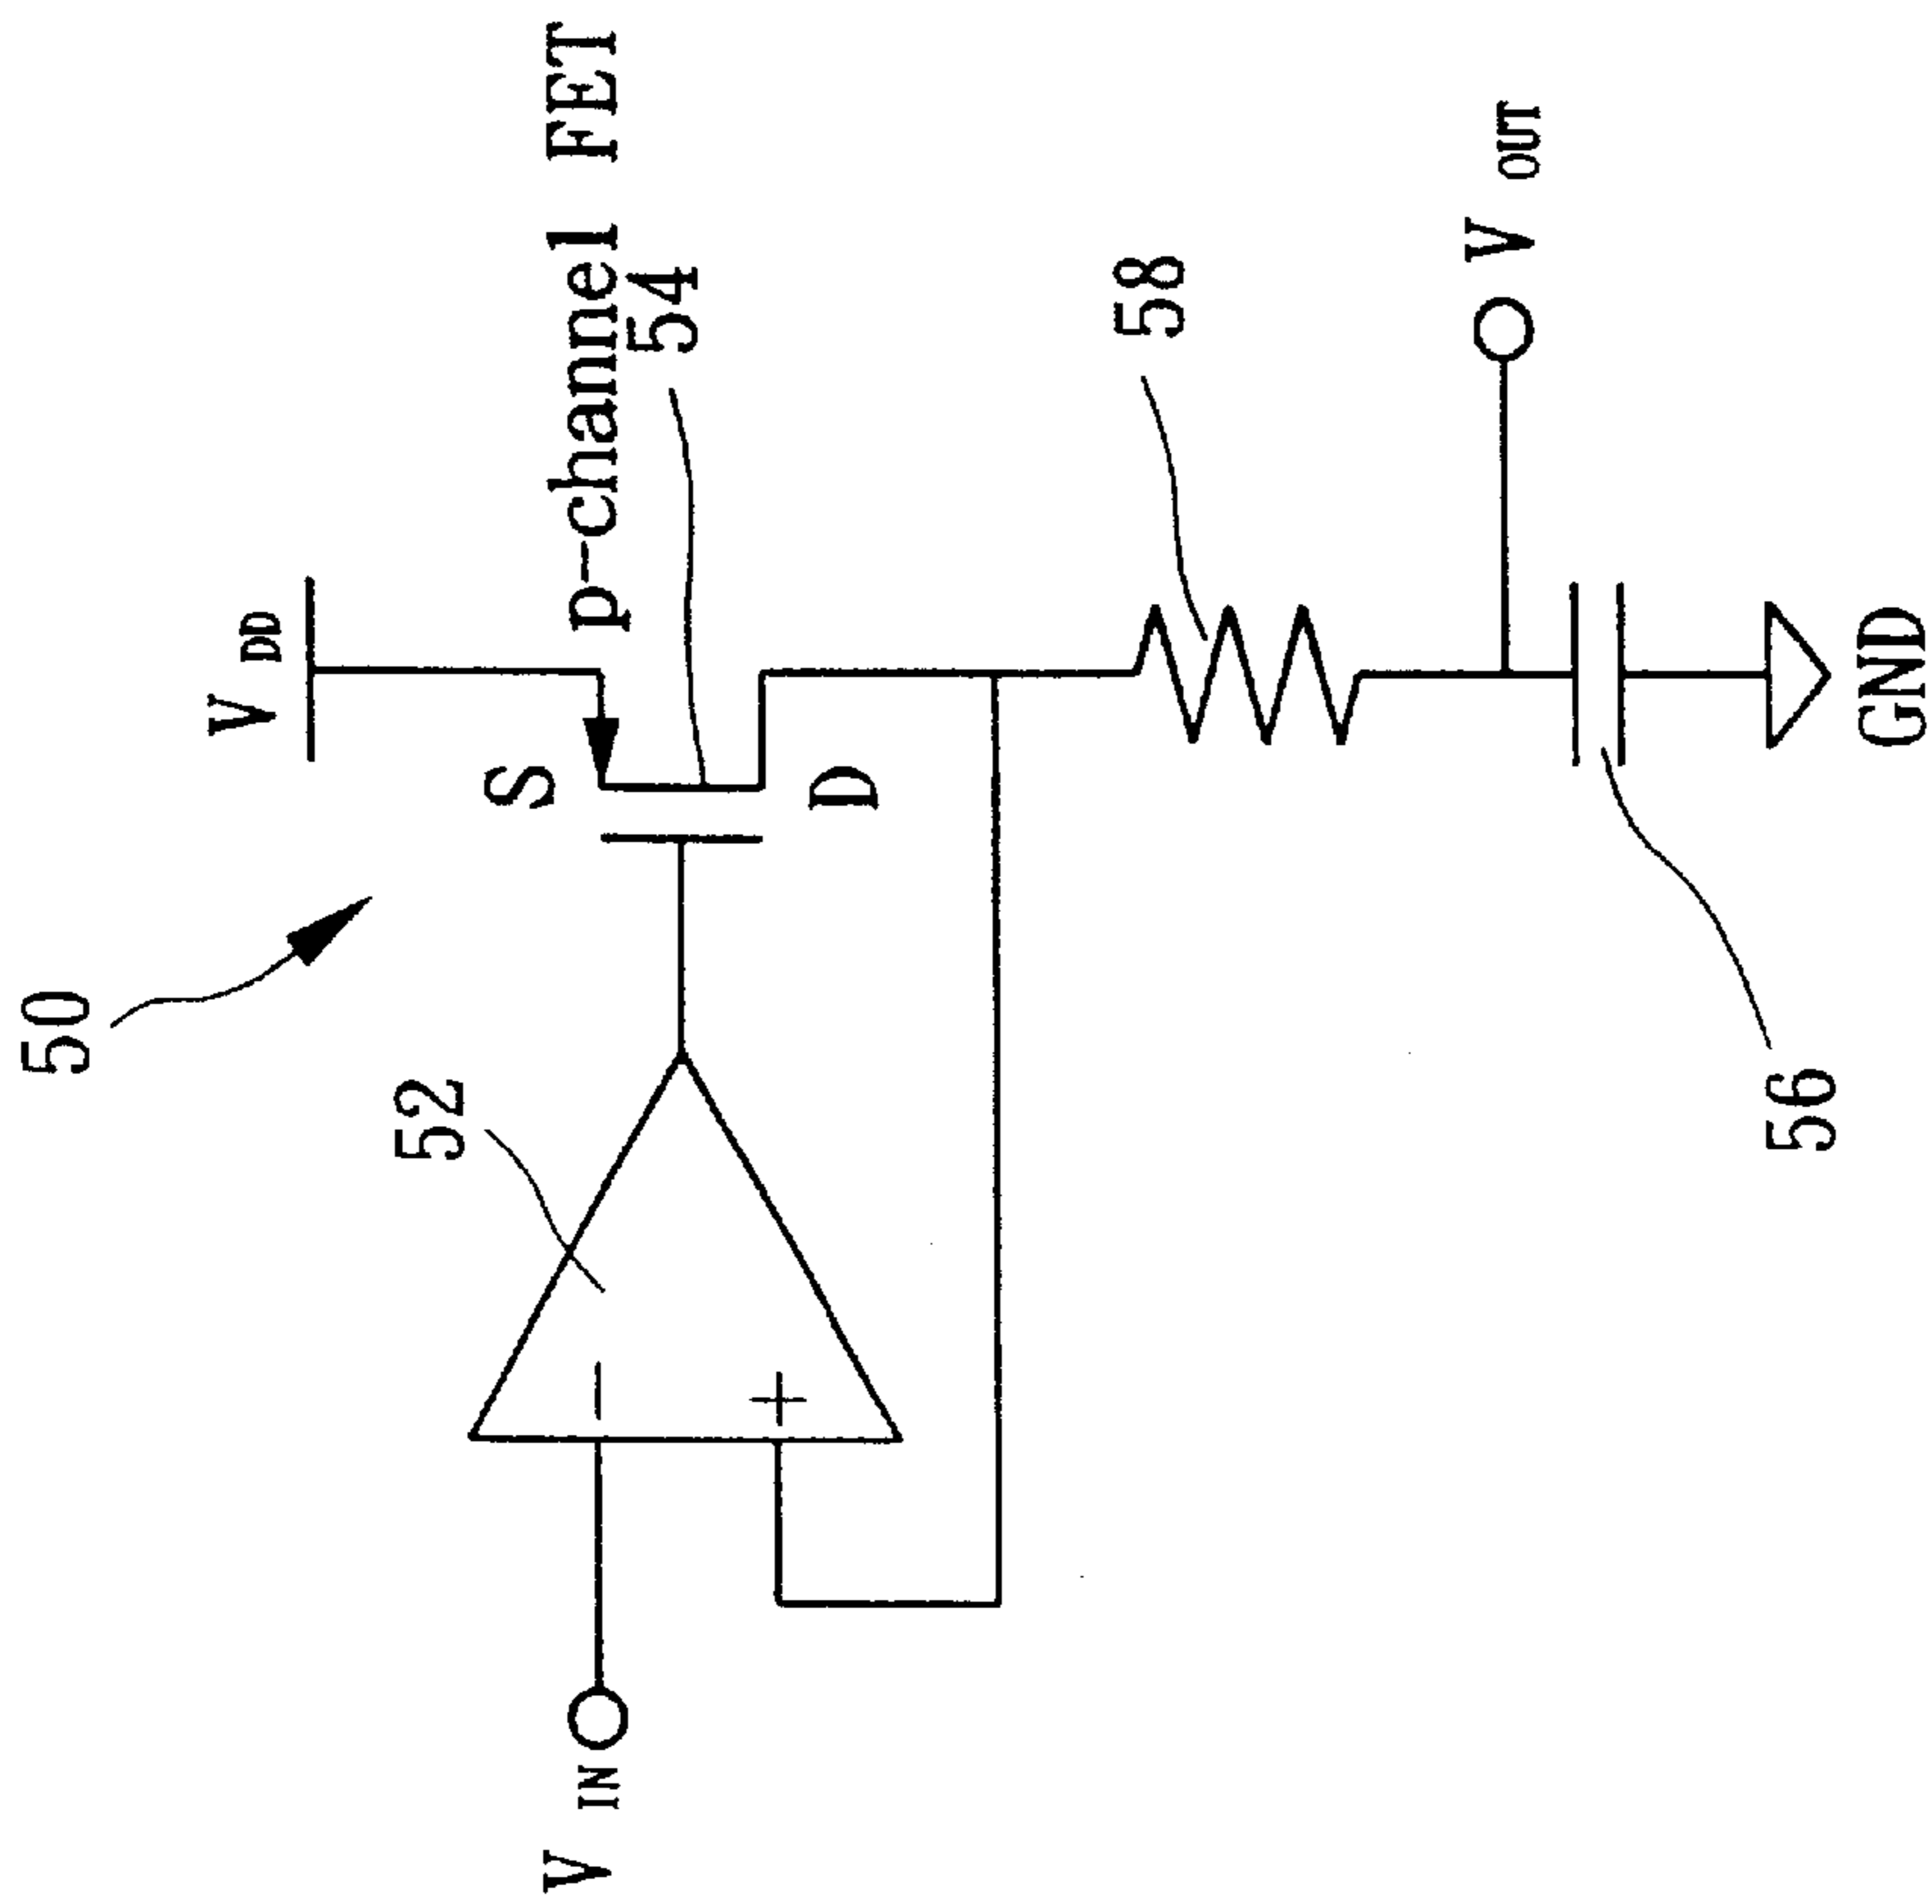 50
V DD
p-channel FET
54
S
D
52
V IN
−
+
58
V OUT
56
GND